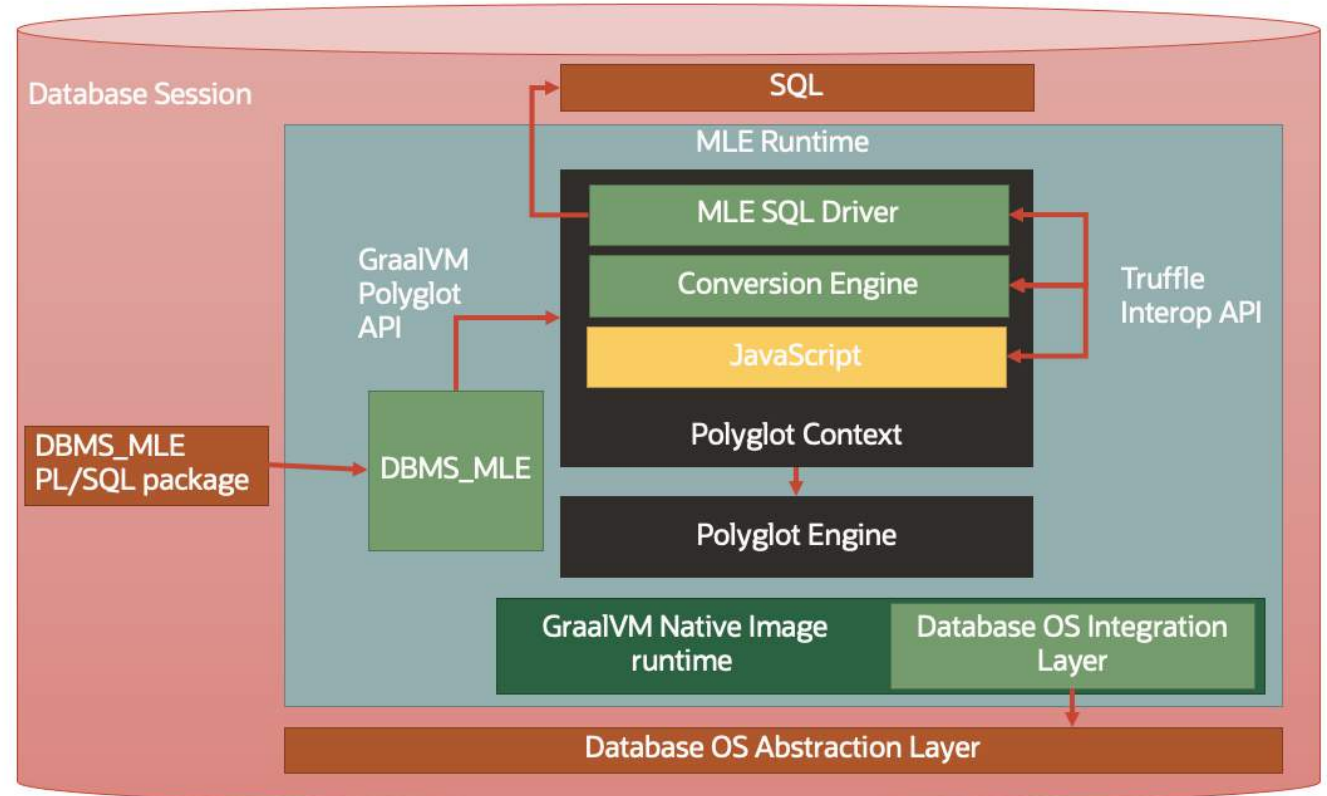 Database Session
SQL
MLE Runtime
MLE SQL Driver
GraalVM
Polyglot
API
Conversion Engine
Truffle
Interop API
JavaScript
Polyglot Context
DBMS_MLE
PL/SQL package
DBMS_MLE
Polyglot Engine
GraalVM Native Image
runtime
Database OS Integration
Layer
Database OS Abstraction Layer